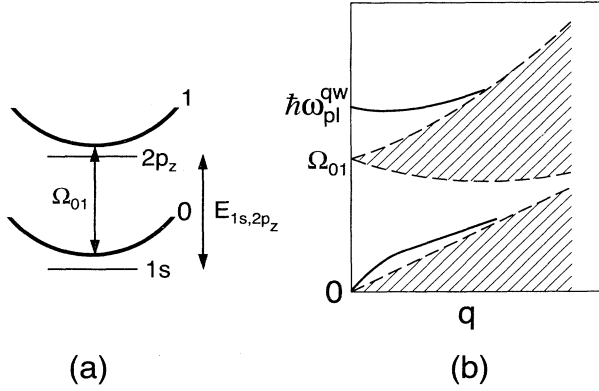 1
2p_z
Ω_01
0
E_1s,2p_z
1s
(a)
ħω_pl^qw
Ω_01
0
q
(b)